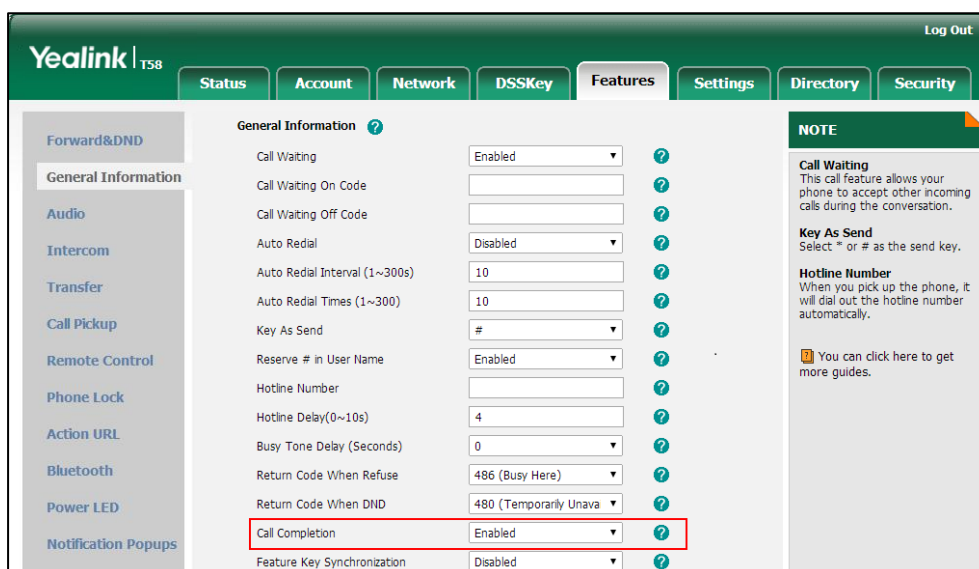 Log Out
Yealink | T58
Status Account Network DSSKey Features Settings Directory Security
Forward&DND
General Information
Audio
Intercom
Transfer
Call Pickup
Remote Control
Phone Lock
Action URL
Bluetooth
Power LED
Notification Popups
General Information ?
Call Waiting Enabled ?
Call Waiting On Code ?
Call Waiting Off Code ?
Auto Redial Disabled ?
Auto Redial Interval (1~300s) 10 ?
Auto Redial Times (1~300) 10 ?
Key As Send # ?
Reserve # in User Name Enabled ?
Hotline Number ?
Hotline Delay(0~10s) 4 ?
Busy Tone Delay (Seconds) 0 ?
Return Code When Refuse 486 (Busy Here) ?
Return Code When DND 480 (Temporarily Unava ?
Call Completion Enabled ?
Feature Key Synchronization Disabled ?
NOTE
Call Waiting
This call feature allows your
phone to accept other incoming
calls during the conversation.
Key As Send
Select * or # as the send key.
Hotline Number
When you pick up the phone, it
will dial out the hotline number
automatically.
? You can click here to get
more guides.